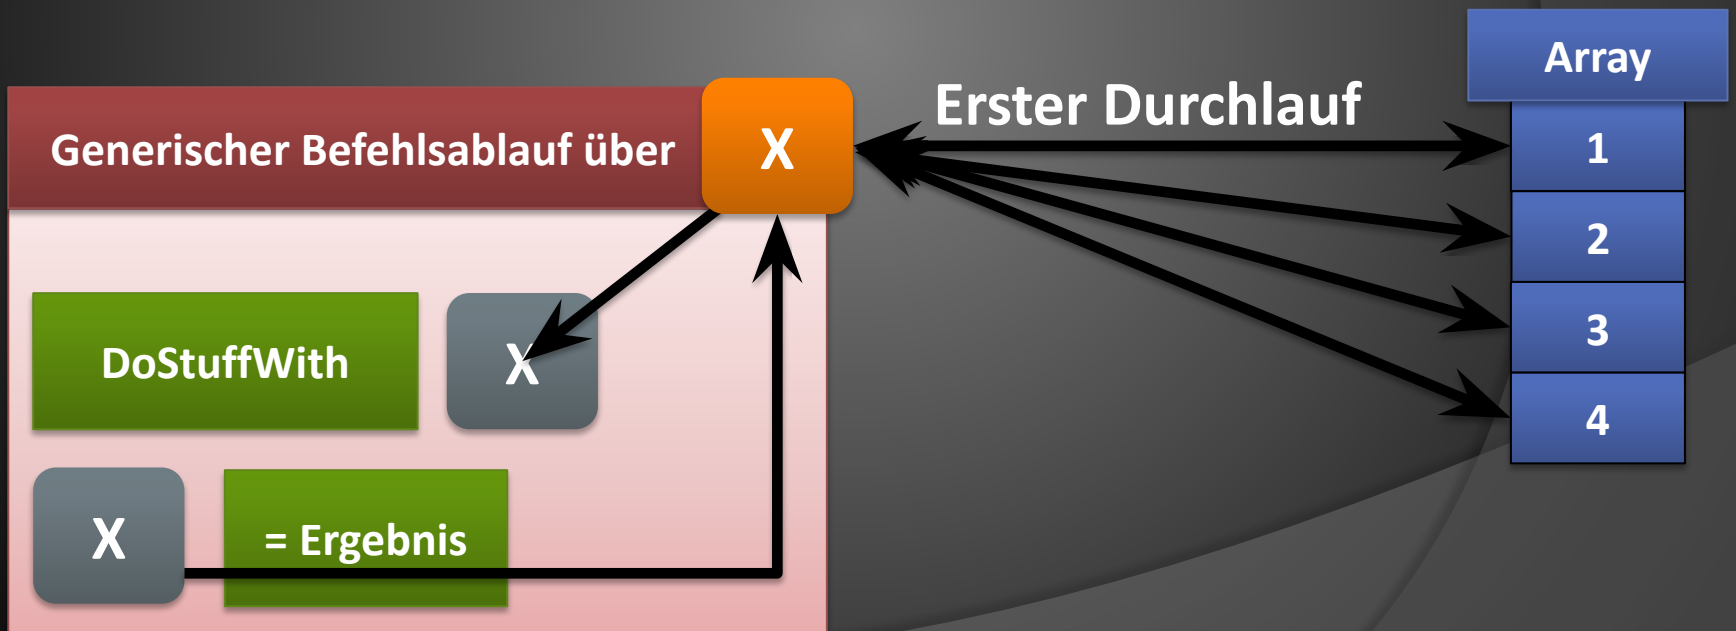 Generischer Befehlsablauf über
X
Erster Durchlauf
Array
1
2
3
4
DoStuffWith
X
X
= Ergebnis